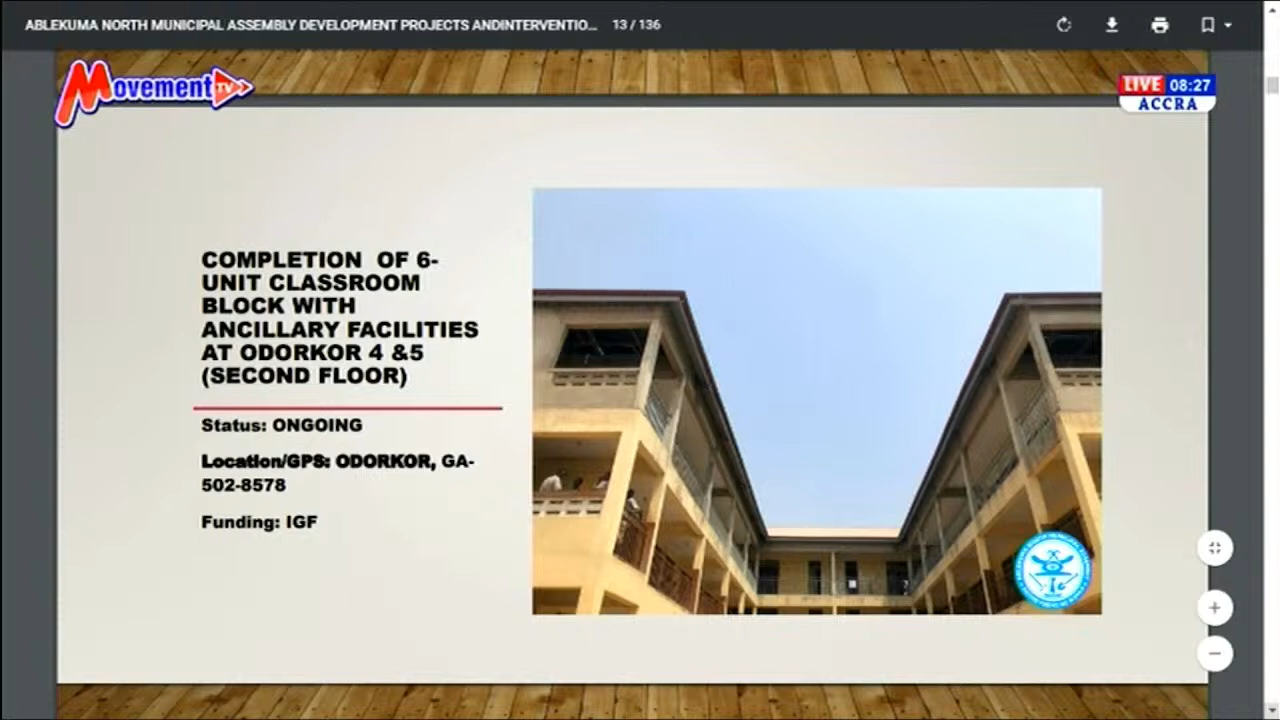 ABLEKUMA NORTH MUNICIPAL ASSEMBLY DEVELOPMENT PROJECTS ANDINTERVENTIO... 13 / 136
Movement TV
LIVE 08:27
ACCRA
COMPLETION OF 6-
UNIT CLASSROOM
BLOCK WITH
ANCILLARY FACILITIES
AT ODORKOR 4 &5
(SECOND FLOOR)
Status: ONGOING
Location/GPS: ODORKOR, GA-
502-8578
Funding: IGF